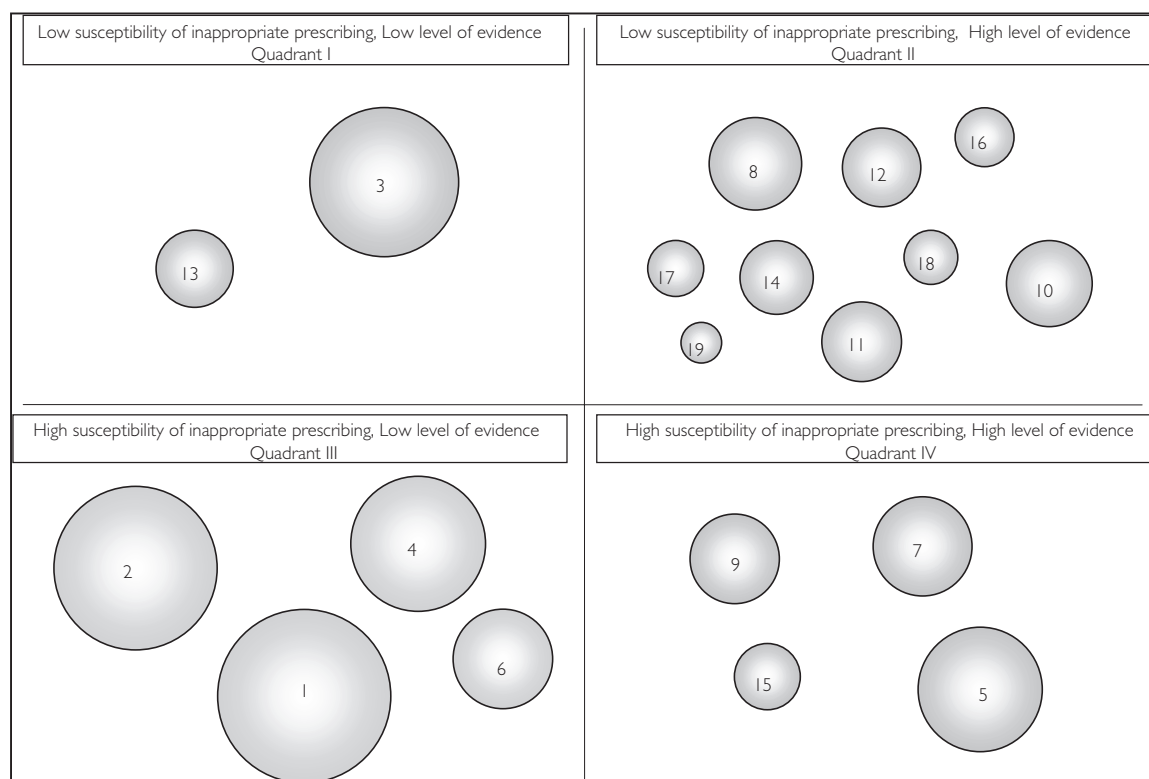 Low susceptibility of inappropriate prescribing, Low level of evidence
Quadrant I
3
13
Low susceptibility of inappropriate prescribing, High level of evidence
Quadrant II
16
8
12
17
14
18
10
19
11
High susceptibility of inappropriate prescribing, Low level of evidence
Quadrant III
4
2
6
1
High susceptibility of inappropriate prescribing, High level of evidence
Quadrant IV
9
7
15
5